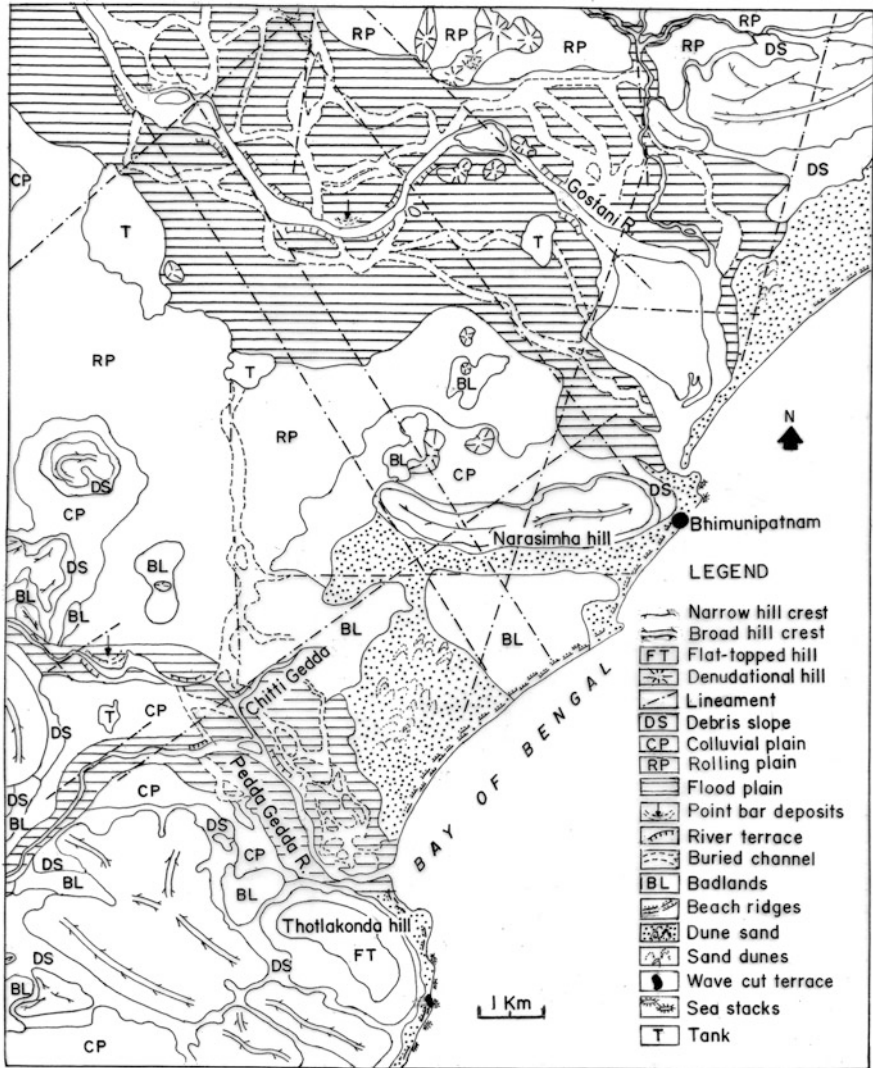 RP
RP
RP
RP
RP
RP
DS
DS
CP
T
Gostani R.
T
RP
T
BL
RP
BL
CP
N
DS
CP
DS
Bhimunipatnam
Narasimha hill
DS
BL
BL
BL
BL
BL
Chitti Gedda
BAY OF BENGAL
T
CP
DS
Pedda Gedda R.
CP
DS
BL
DS
CP
DS
BL
BL
Thotlakonda hill
FT
DS
DS
BL
CP
1 Km
LEGEND
Narrow hill crest
Broad hill crest
FT Flat-topped hill
Denudational hill
Lineament
DS Debris slope
CP Colluvial plain
RP Rolling plain
Flood plain
Point bar deposits
River terrace
Buried channel
BL Badlands
Beach ridges
Dune sand
Sand dunes
Wave cut terrace
Sea stacks
T Tank